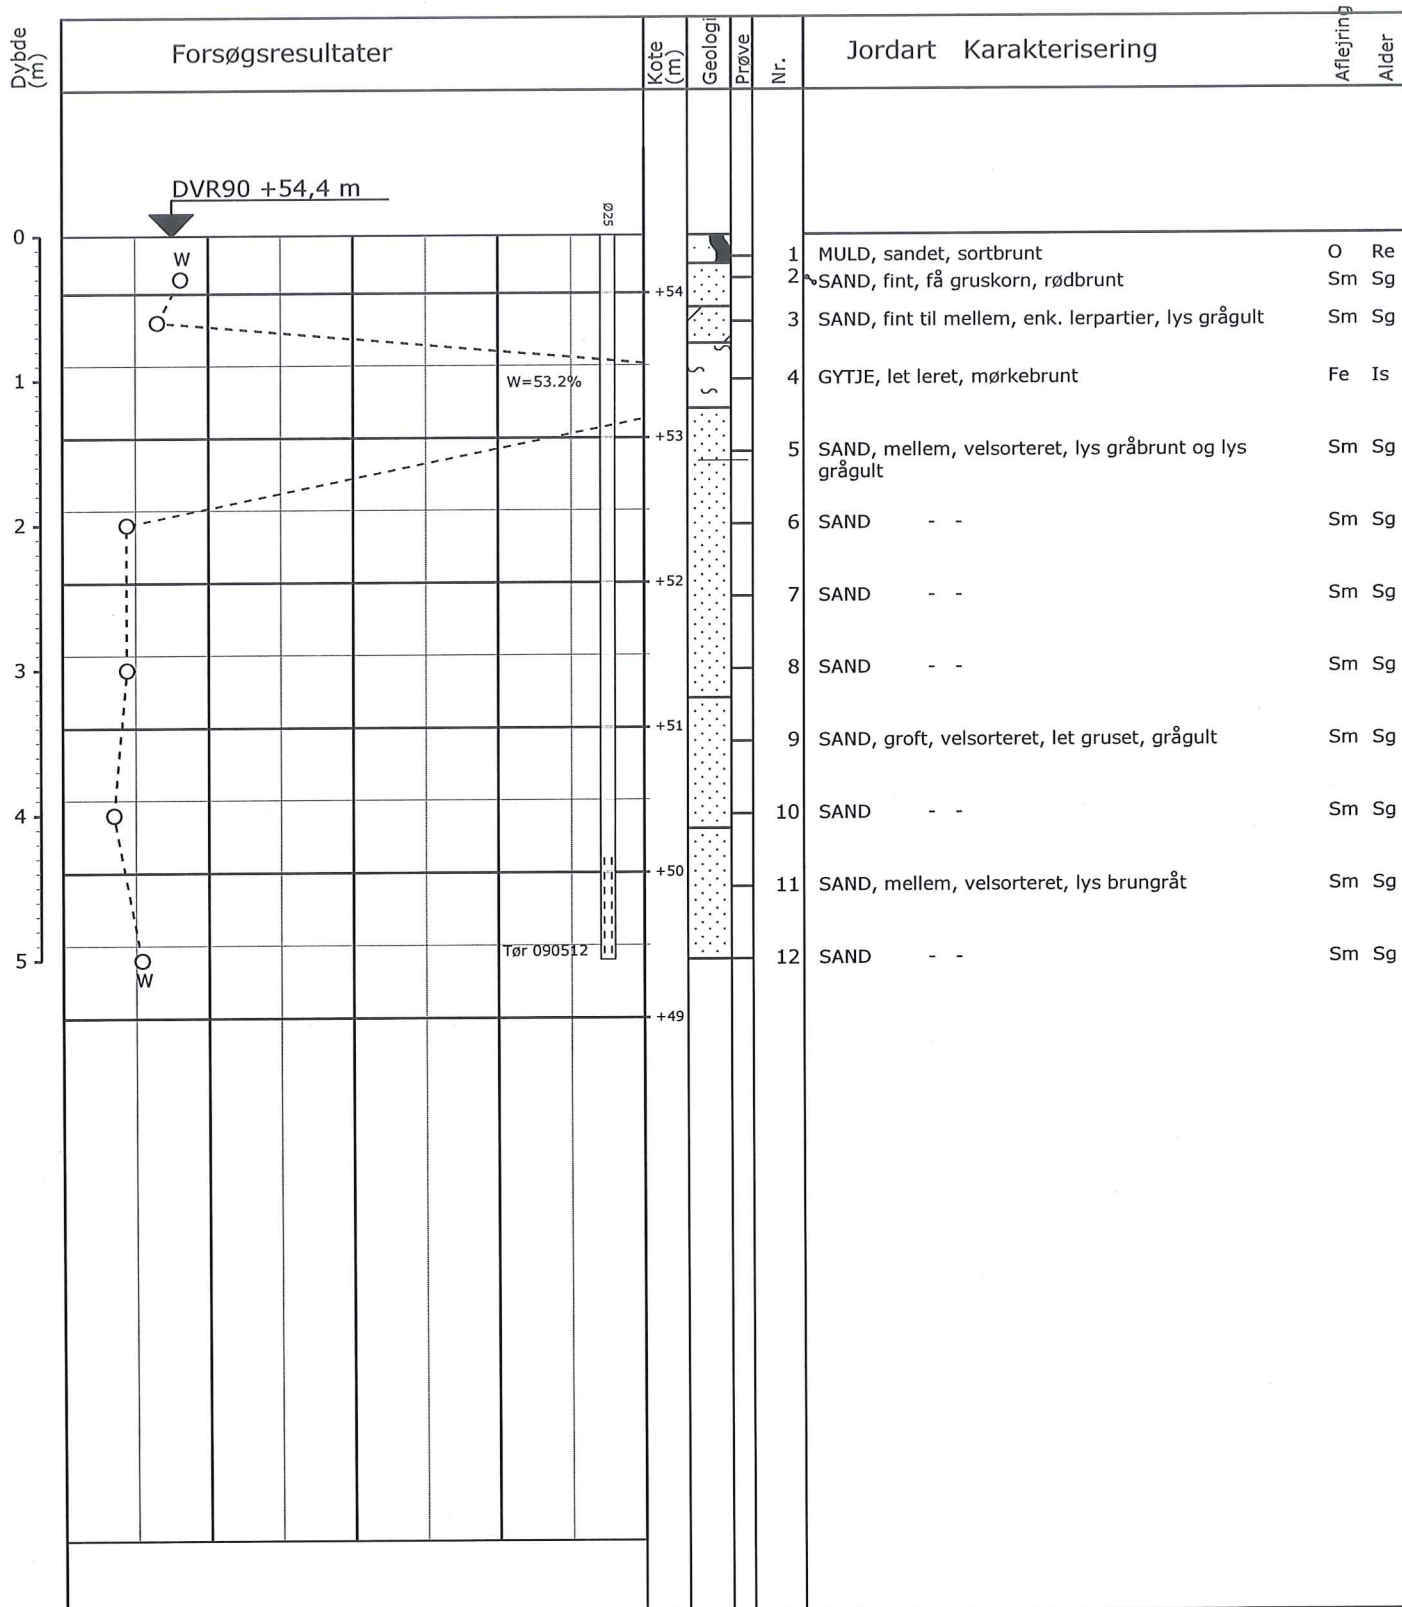 Dybde (m) Forsøgsresultater Kote (m) Geologi Prøve Nr. Jordart Karakterisering Aflejring Alder
DVR90 +54,4 m
Ø25
0
W
1 MULD, sandet, sortbrunt O Re
2 SAND, fint, få gruskorn, rødbrunt Sm Sg
+54
3 SAND, fint til mellem, enk. lerpartier, lys grågult Sm Sg
1 W=53.2% 4 GYTJE, let leret, mørkebrunt Fe Is
+53
5 SAND, mellem, velsorteret, lys gråbrunt og lys Sm Sg
grågult
2 6 SAND - - Sm Sg
+52
7 SAND - - Sm Sg
3 8 SAND - - Sm Sg
+51
9 SAND, groft, velsorteret, let gruset, grågult Sm Sg
4 10 SAND - - Sm Sg
+50
11 SAND, mellem, velsorteret, lys brungråt Sm Sg
5 Tør 090512 12 SAND - - Sm Sg
W
+49